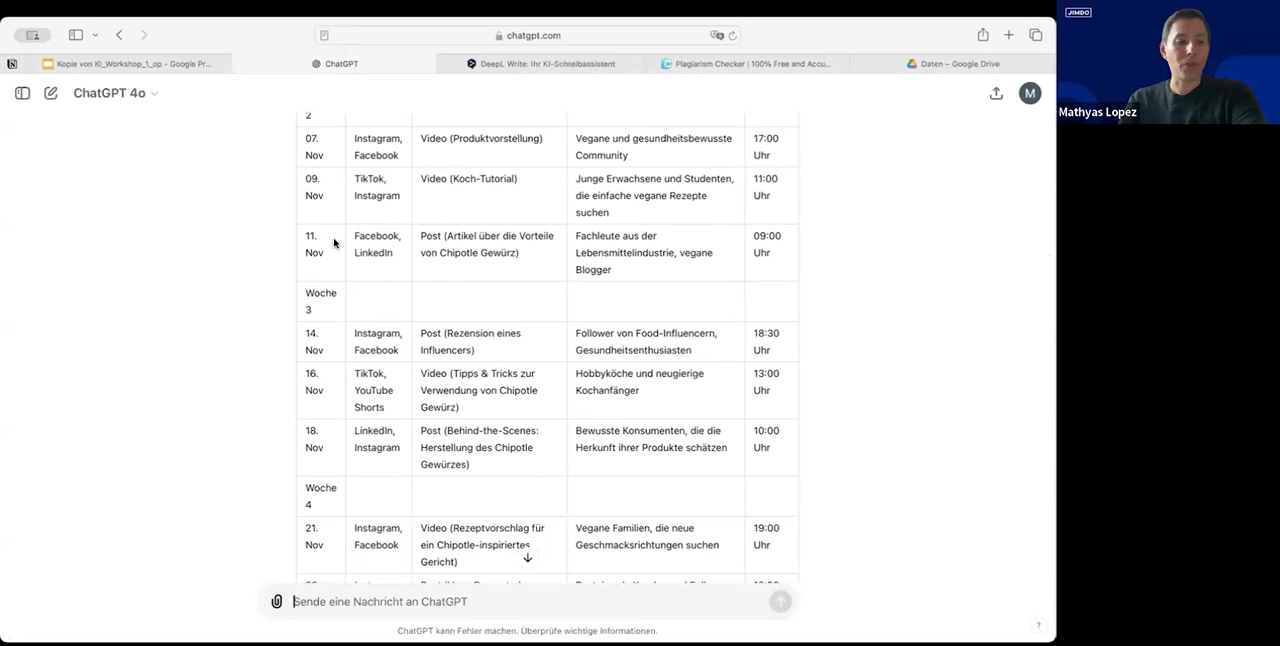 JIMDO
Mathyas Lopez
chatgpt.com
Kopie von KI_Workshop_1_op - Google Pr...
ChatGPT
DeepL Write: Ihr KI-Schreibassistent
Plagiarism Checker | 100% Free and Accu...
Daten – Google Drive
ChatGPT 4o
M
2
07. Instagram, Video (Produktvorstellung) Vegane und gesundheitsbewusste 17:00
Nov Facebook Community Uhr
09. TikTok, Video (Koch-Tutorial) Junge Erwachsene und Studenten, 11:00
Nov Instagram die einfache vegane Rezepte Uhr
suchen
11. Facebook, Post (Artikel über die Vorteile Fachleute aus der 09:00
Nov LinkedIn von Chipotle Gewürz) Lebensmittelindustrie, vegane Uhr
Blogger
Woche
3
14. Instagram, Post (Rezension eines Follower von Food-Influencern, 18:30
Nov Facebook Influencers) Gesundheitsenthusiasten Uhr
16. TikTok, Video (Tipps & Tricks zur Hobbyköche und neugierige 13:00
Nov YouTube Verwendung von Chipotle Kochanfänger Uhr
Shorts Gewürz)
18. LinkedIn, Post (Behind-the-Scenes: Bewusste Konsumenten, die die 10:00
Nov Instagram Herstellung des Chipotle Herkunft ihrer Produkte schätzen Uhr
Gewürzes)
Woche
4
21. Instagram, Video (Rezeptvorschlag für Vegane Familien, die neue 19:00
Nov Facebook ein Chipotle-inspiriertes Geschmacksrichtungen suchen Uhr
Gericht)
Sende eine Nachricht an ChatGPT
ChatGPT kann Fehler machen. Überprüfe wichtige Informationen.
?